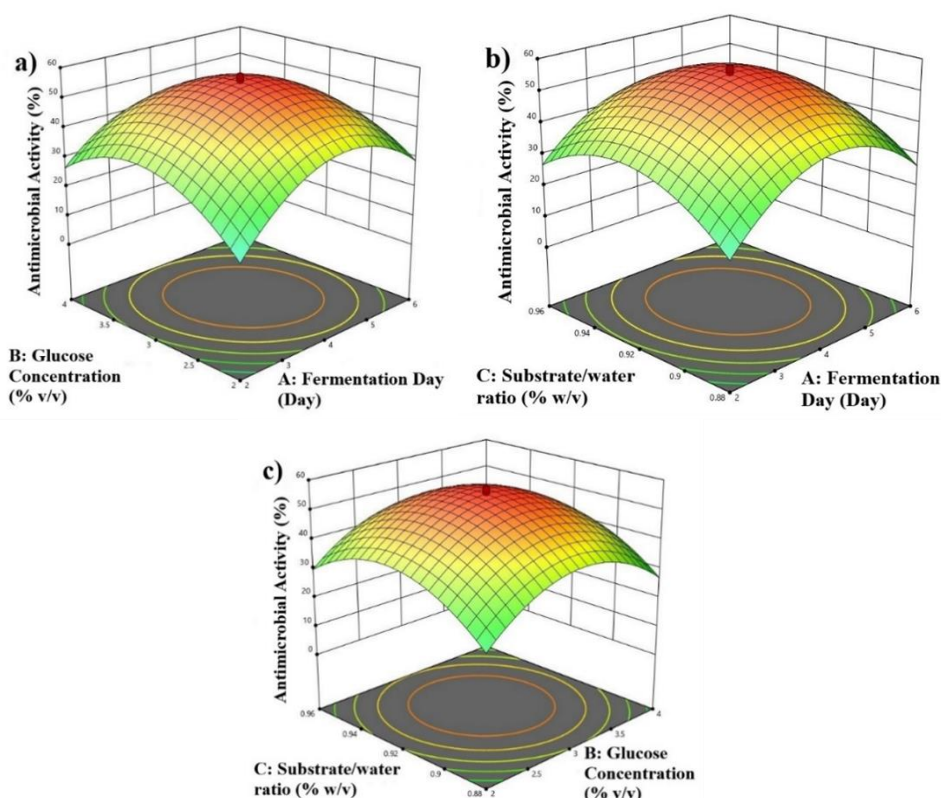 a)
Antimicrobial Activity (%)
60
50
40
30
20
10
0
4
3.5
3
2.5
2
2
3
4
5
6
B: Glucose
Concentration
(% v/v)
A: Fermentation Day
(Day)
b)
Antimicrobial Activity (%)
60
50
40
30
20
10
0
0.96
0.94
0.92
0.9
0.88
2
3
4
5
6
C: Substrate/water
ratio (% w/v)
A: Fermentation
Day (Day)
c)
Antimicrobial Activity (%)
60
50
40
30
20
10
0
0.96
0.94
0.92
0.9
0.88
2
2.5
3
3.5
4
C: Substrate/water
ratio (% w/v)
B: Glucose
Concentration
(% v/v)